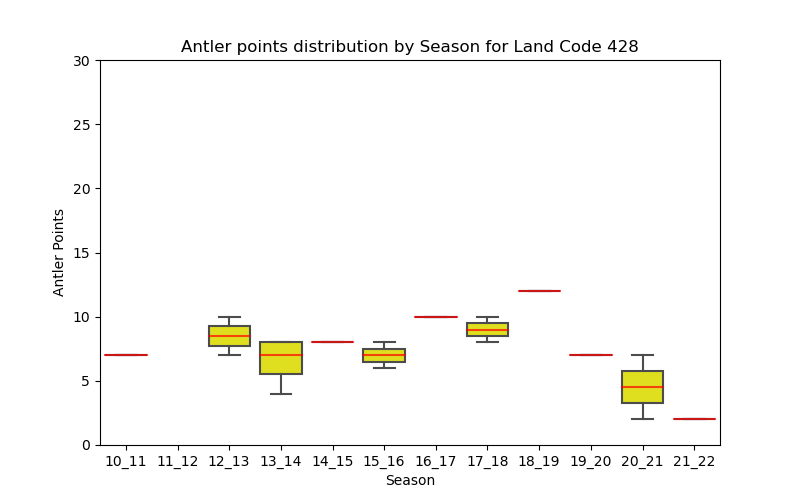 Antler points distribution by Season for Land Code 428
30
25
20
15
10
5
0
Antler Points
10_11 11_12 12_13 13_14 14_15 15_16 16_17 17_18 18_19 19_20 20_21 21_22
Season